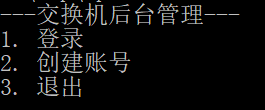 ---交换机后台管理---
1. 登录
2. 创建账号
3. 退出